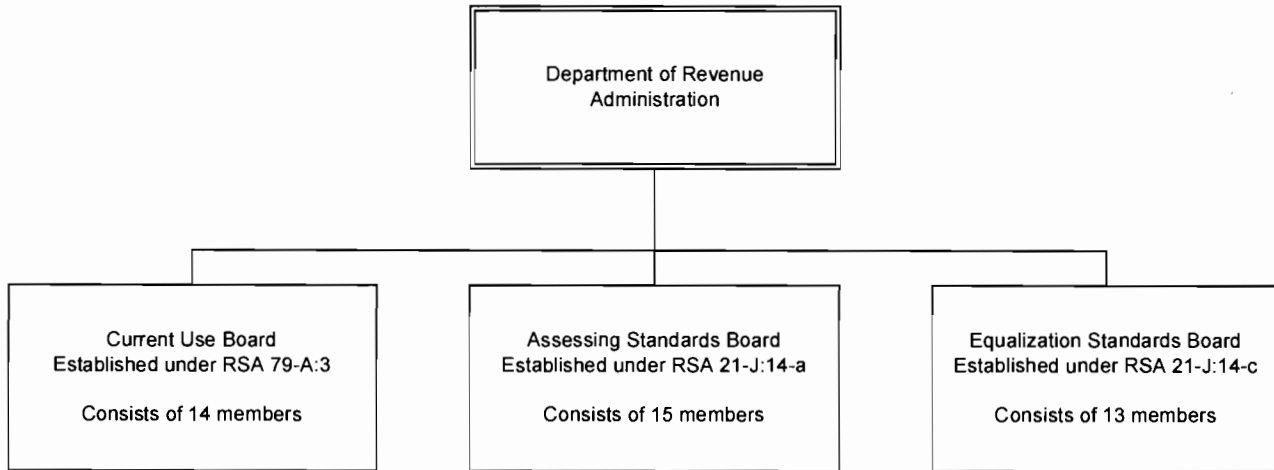 Department of Revenue
Administration
Current Use Board
Established under RSA 79-A:3
Consists of 14 members
Assessing Standards Board
Established under RSA 21-J:14-a
Consists of 15 members
Equalization Standards Board
Established under RSA 21-J:14-c
Consists of 13 members